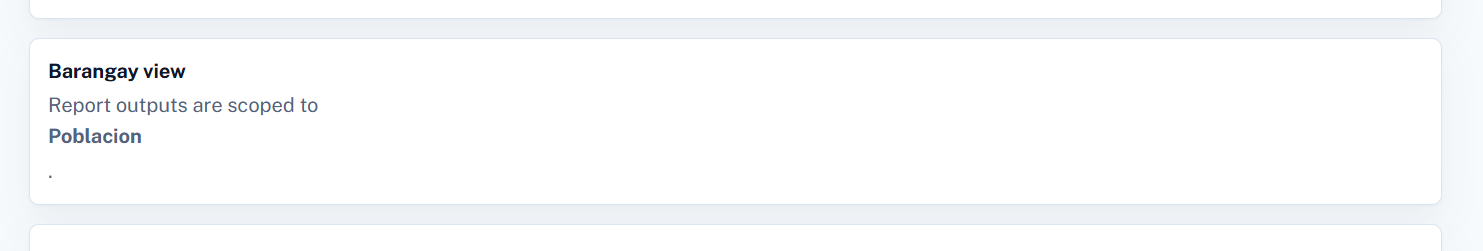 Barangay view
Report outputs are scoped to
Poblacion
.